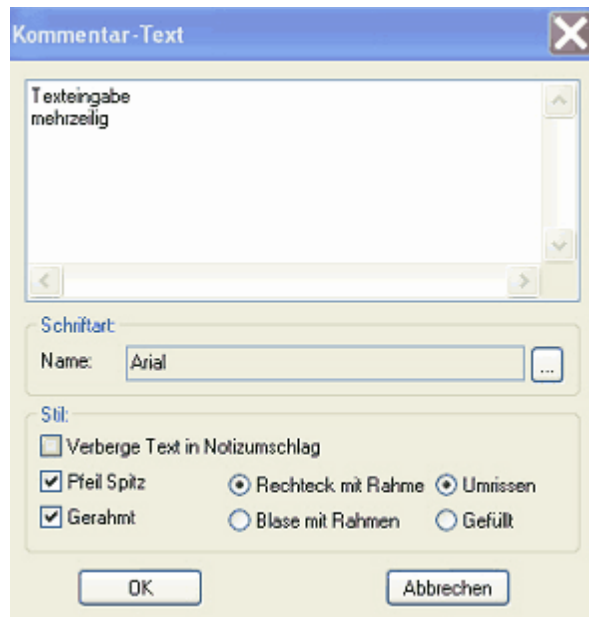 Kommentar-Text
Texteingabe
mehrzeilig
Schriftart:
Name: Arial ...
Stil:
Verberge Text in Notizumschlag
Pfeil Spitz Rechteck mit Rahme Umrissen
Gerahmt Blase mit Rahmen Gefüllt
OK Abbrechen